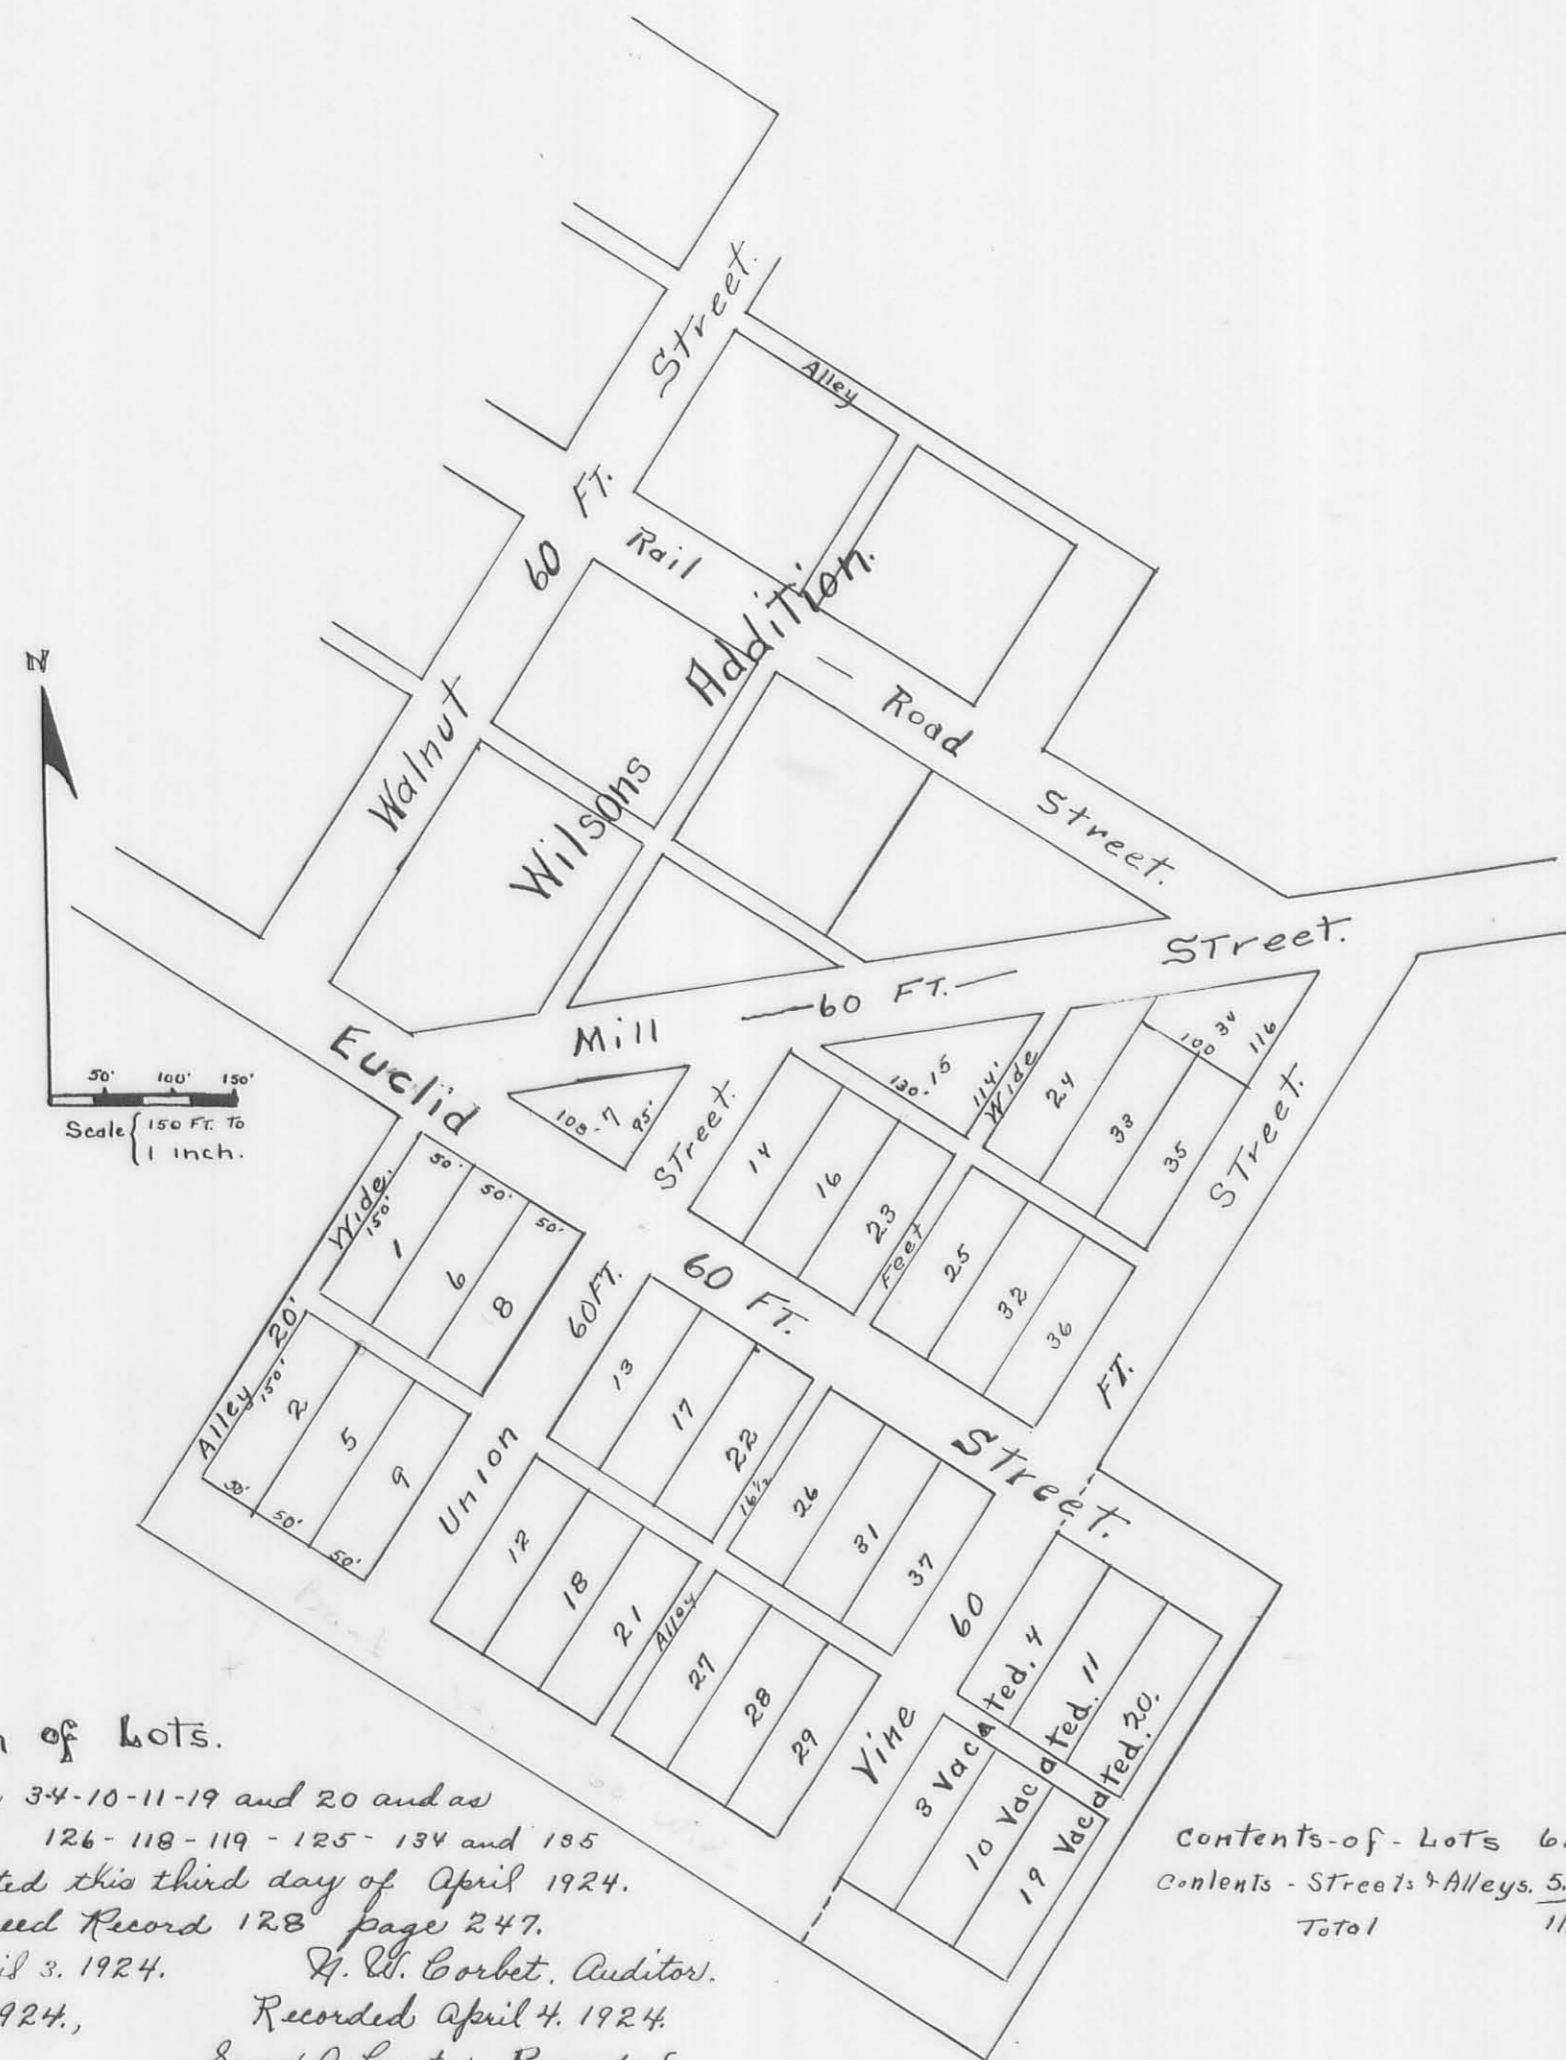 Street.
Alley
60 FT.
Rail — Road Street.
Wilsons Addition.
Walnut
N
50' 100' 150'
Scale { 150 FT. To
1 inch.
Mill —60 FT.— Street.
Euclid 60 FT. Street.
108-7 95'
130.15 114'
100 34 116
Street.
Wide
Street.
14 16 23
24 33 35
Feet
25 32 36
50' 50' 50'
Wide.
150'
1 6 8
60 FT.
20'
Alley
150'
2 5 9
50' 50' 50'
Union
13 17 22
16 1/2
26 31 37
FT.
12 18 21
Alley
27 28 29
60
Vine
3 Vacated. 4
10 Vacated. 11
19 Vacated. 20.
of Lots.
3-4-10-11-19 and 20 and as
126 - 118 - 119 - 125 - 134 and 135
ted this third day of April 1924.
eed Record 128 page 247.
il 3. 1924. N. W. Corbet, Auditor.
924., Recorded April 4. 1924.
Contents-of-Lots 6.
Contents - Streets & Alleys. 5.
Total 11